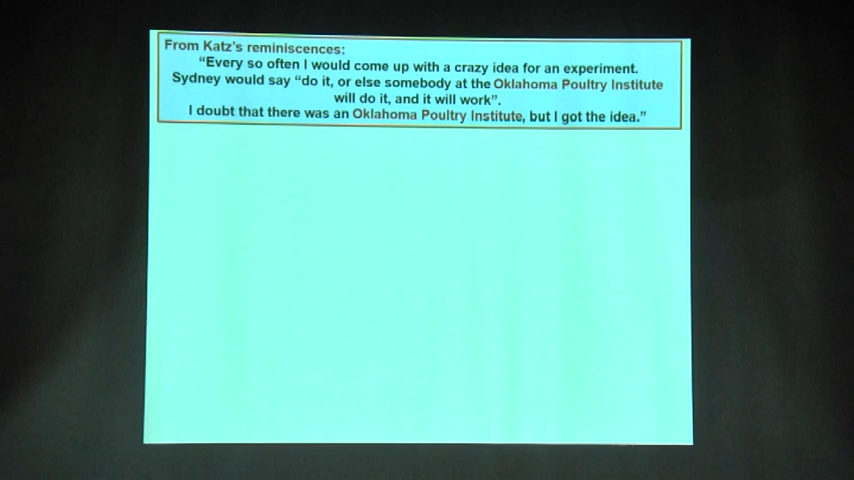 From Katz's reminiscences:
"Every so often I would come up with a crazy idea for an experiment.
Sydney would say "do it, or else somebody at the Oklahoma Poultry Institute
will do it, and it will work".
I doubt that there was an Oklahoma Poultry Institute, but I got the idea."